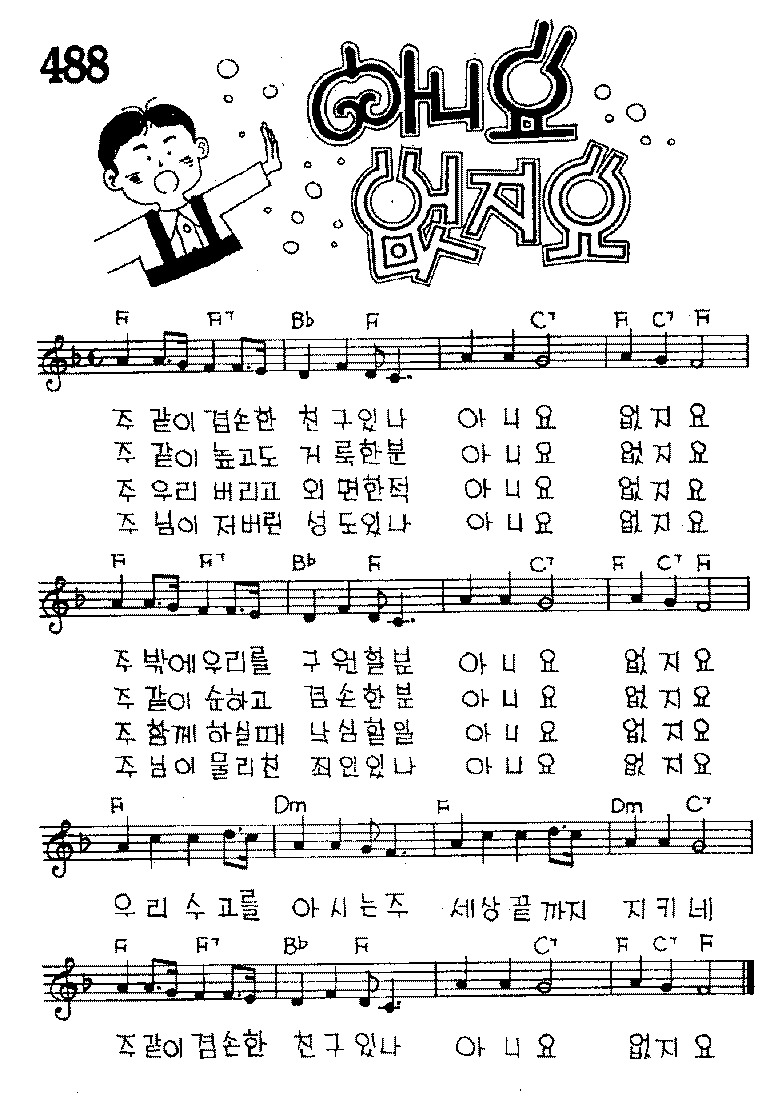 488
아니요
없지요
F F7 Bb F C7 F C7 F
주 같이 겸손한 친구있나 아니요 없지요
주 같이 높고도 거룩한분 아니요 없지요
주 우리 버리고 외면한적 아니요 없지요
주 님이 저버린 성도있나 아니요 없지요
F F7 Bb F C7 F C7 F
주 밖에우리를 구원할분 아니요 없지요
주 같이 순하고 겸손한분 아니요 없지요
주 함께 하실때 낙심할일 아니요 없지요
주님이 물리친 죄인있나 아니요 없지요
F Dm F Dm C7
우리 수고를 아시는주 세상끝까지 지키네
F F7 Bb F C7 F C7 F
주같이 겸손한 친구있나 아니요 없지요